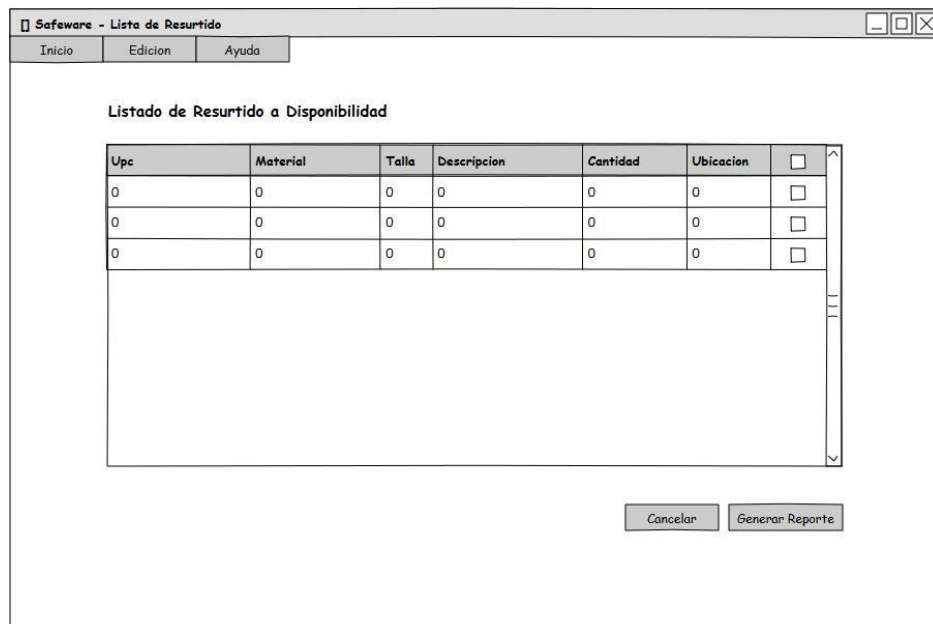 [] Safeware - Lista de Resurtido
Inicio Edicion Ayuda
Listado de Resurtido a Disponibilidad
Upc Material Talla Descripcion Cantidad Ubicacion
0 0 0 0 0 0
0 0 0 0 0 0
0 0 0 0 0 0
Cancelar Generar Reporte